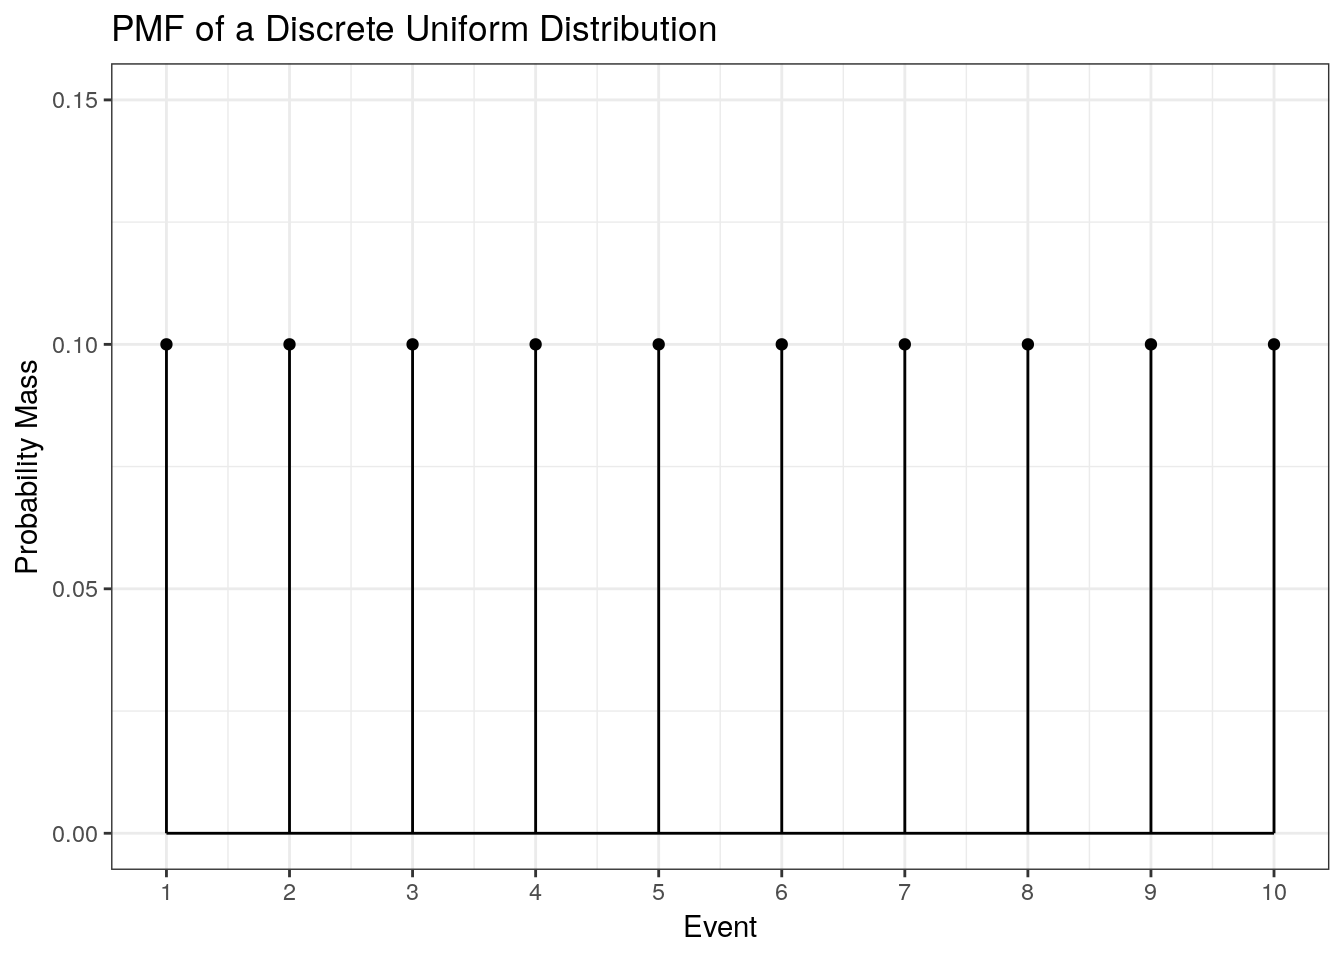 PMF of a Discrete Uniform Distribution
0.15
0.10
0.05
0.00
Probability Mass
1 2 3 4 5 6 7 8 9 10
Event